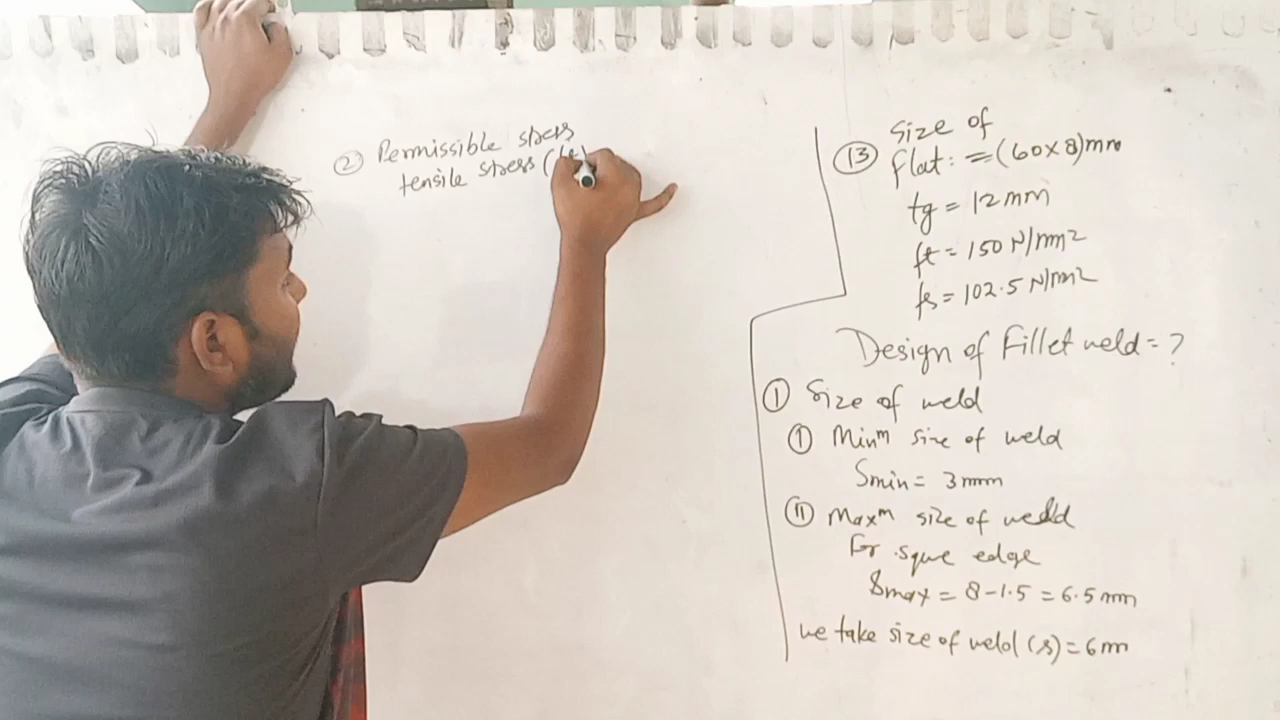 ② Permissible stress
tensile stress (
⑬ Size of
flat: = (60×8)mm
tg = 12mm
ft = 150 N/mm²
fs = 102.5 N/mm²
Design of Fillet weld = ?
① Size of weld
① Minᵐ size of weld
Smin = 3mm
⑪ Maxᵐ size of weld
For squre edge
Smax = 8-1.5 = 6.5mm
we take size of weld (s) = 6m